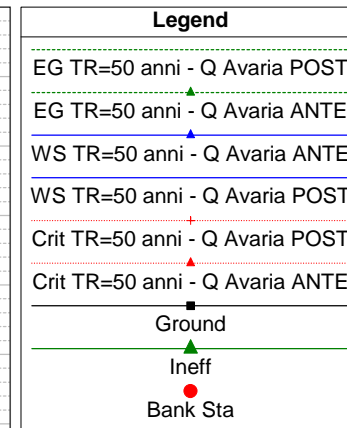 Legend
EG TR=50 anni - Q Avaria POST
EG TR=50 anni - Q Avaria ANTE
WS TR=50 anni - Q Avaria ANTE
WS TR=50 anni - Q Avaria POST
Crit TR=50 anni - Q Avaria POST
Crit TR=50 anni - Q Avaria ANTE
Ground
Ineff
Bank Sta